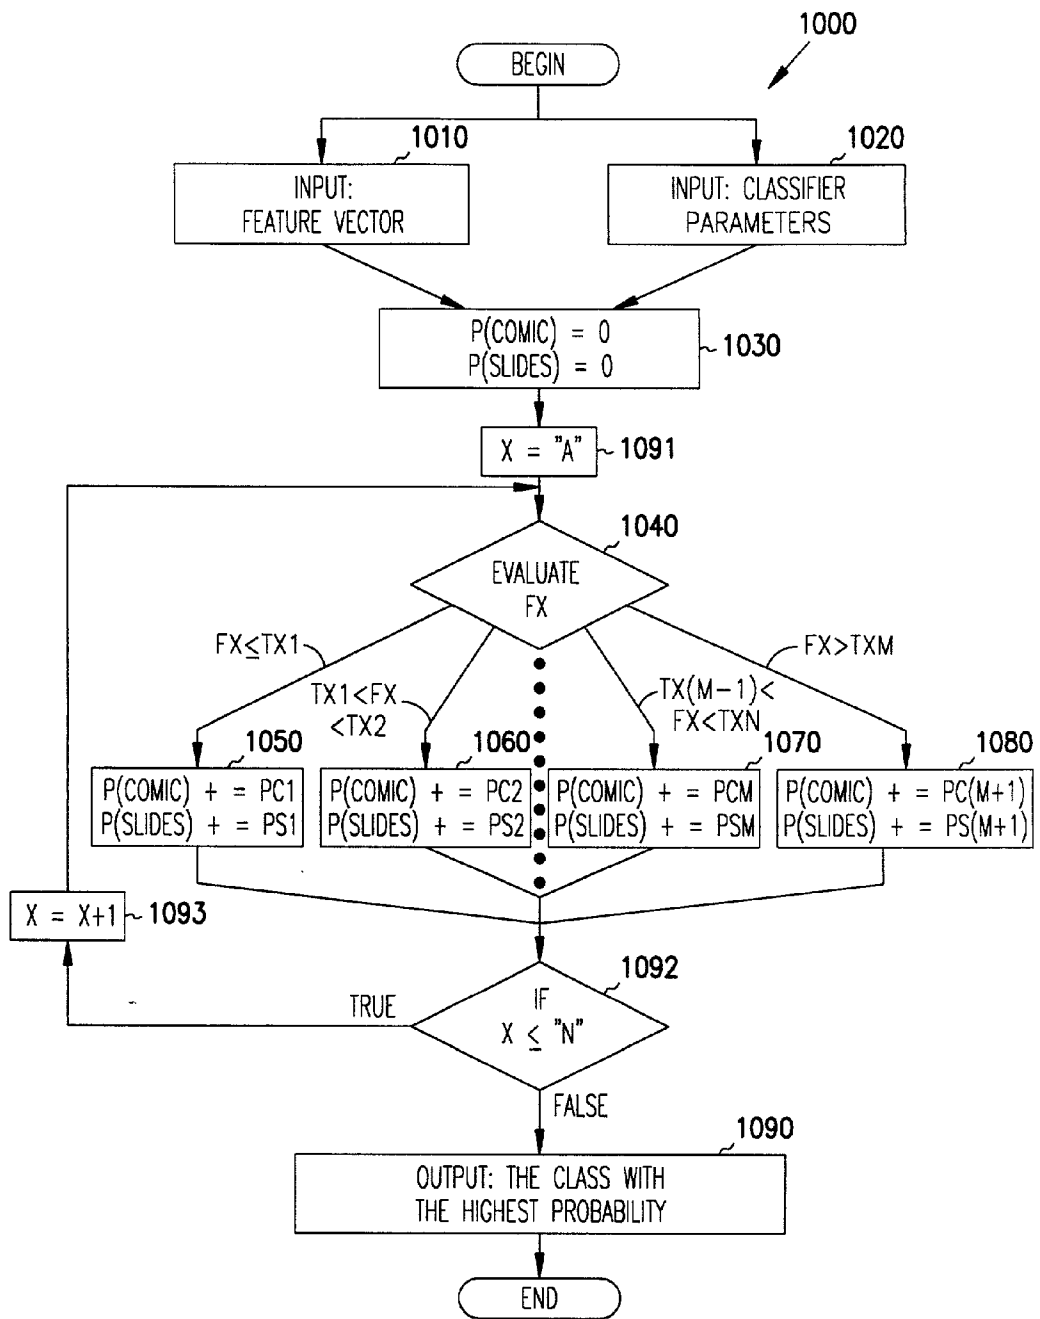 1000
BEGIN
1010
INPUT:
FEATURE VECTOR
1020
INPUT: CLASSIFIER
PARAMETERS
P(COMIC) = 0
P(SLIDES) = 0
1030
X = "A"
1091
1040
EVALUATE
FX
FX≤TX1
TX1<FX
<TX2
TX(M-1)<
FX<TXN
FX>TXM
1050
P(COMIC) + = PC1
P(SLIDES) + = PS1
1060
P(COMIC) + = PC2
P(SLIDES) + = PS2
1070
P(COMIC) + = PCM
P(SLIDES) + = PSM
1080
P(COMIC) + = PC(M+1)
P(SLIDES) + = PS(M+1)
X = X+1
1093
1092
IF
X ≤ "N"
TRUE
FALSE
1090
OUTPUT: THE CLASS WITH
THE HIGHEST PROBABILITY
END